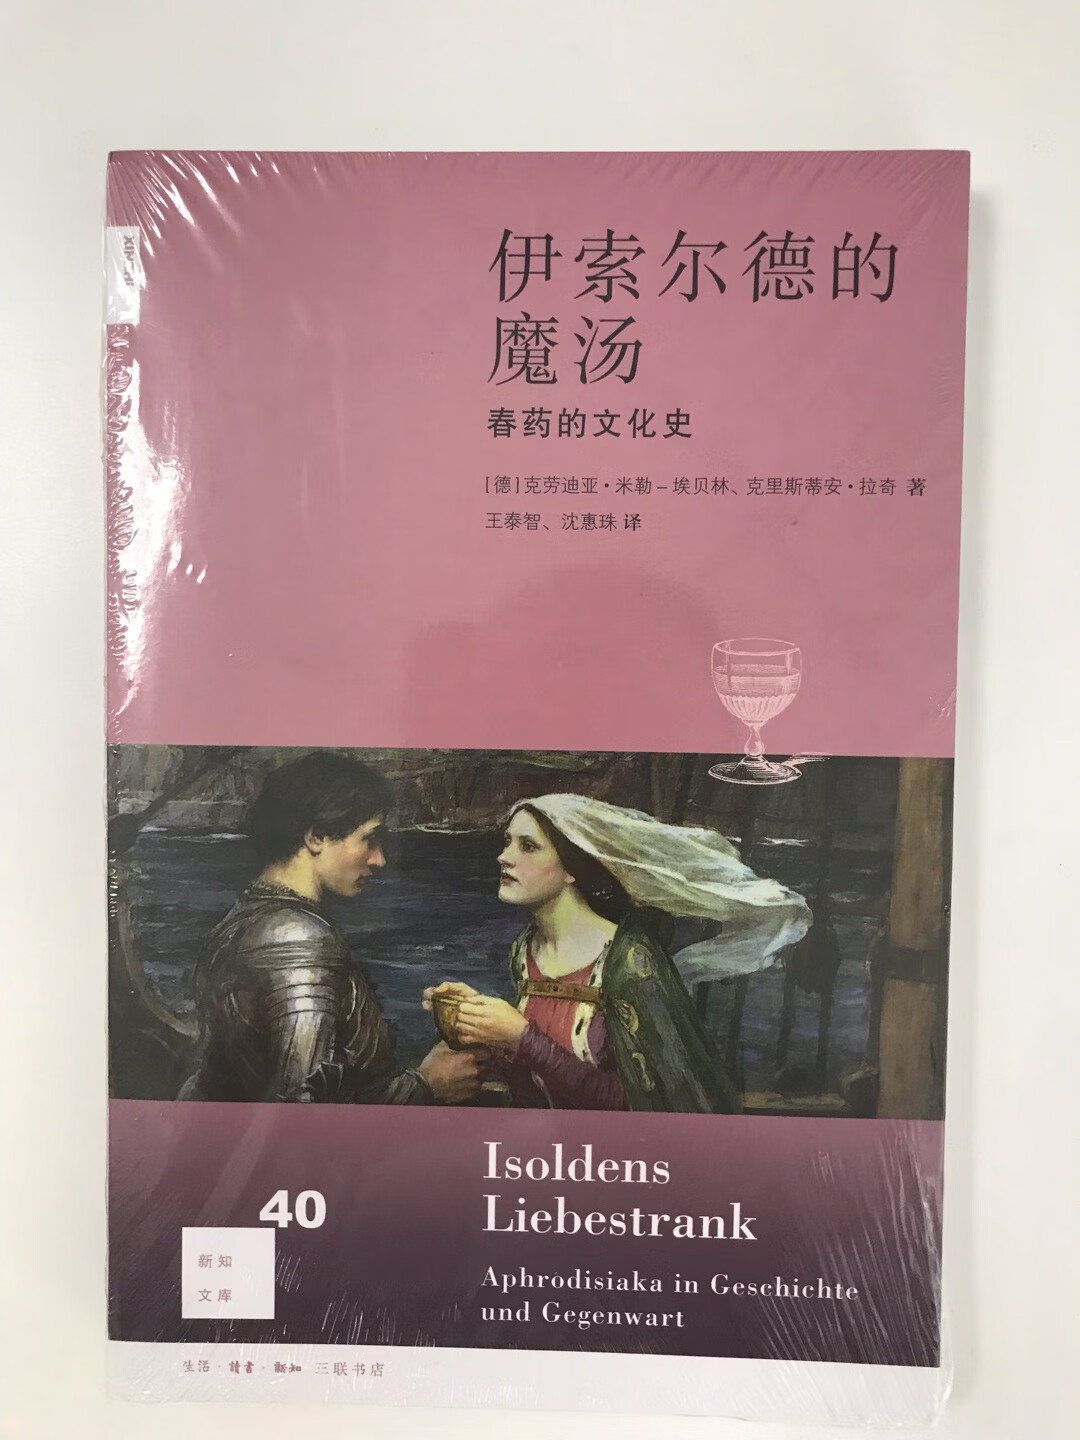 伊索尔德的
魔汤
春药的文化史
[德]克劳迪亚·米勒-埃贝林、克里斯蒂安·拉奇 著
王泰智、沈惠珠 译
Isoldens
Liebestrank
Aphrodisiaka in Geschichte
und Gegenwart
40
新知
文库
生活·读书·新知 三联书店